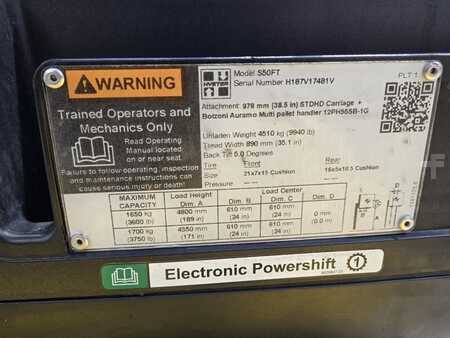 WARNING
Trained Operators and
Mechanics Only
Read Operating
Manual located
on or near seat.
Failure to follow operating, inspection
and maintenance instructions can
cause serious injury or death.
HYSTER
Model S50FT
Serial Number H187V17481V
PLT 1
Attachment 978 mm (38.5 in) STDHD Carriage +
Bolzoni Auramo Multi pallet handler 12PH565B-1G
Unladen Weight 4510 kg (9940 lb)
Tread Width 890 mm (35.1 in)
Back Tilt 5.0 Degrees
Tire Front Rear
Size 21x7x15 Cushion 16x5x10.5 Cushion
Pressure -- -- -- --
MAXIMUM CAPACITY Load Height Dim. A Load Center Dim. B Dim. C Dim. D
1650 kg (3600 lb) 4800 mm (189 in) 610 mm (24 in) 610 mm (24 in) 0 mm (0.0 in)
1700 kg (3750 lb) 4350 mm (171 in) 610 mm (24 in) 610 mm (24 in)
Electronic Powershift 1